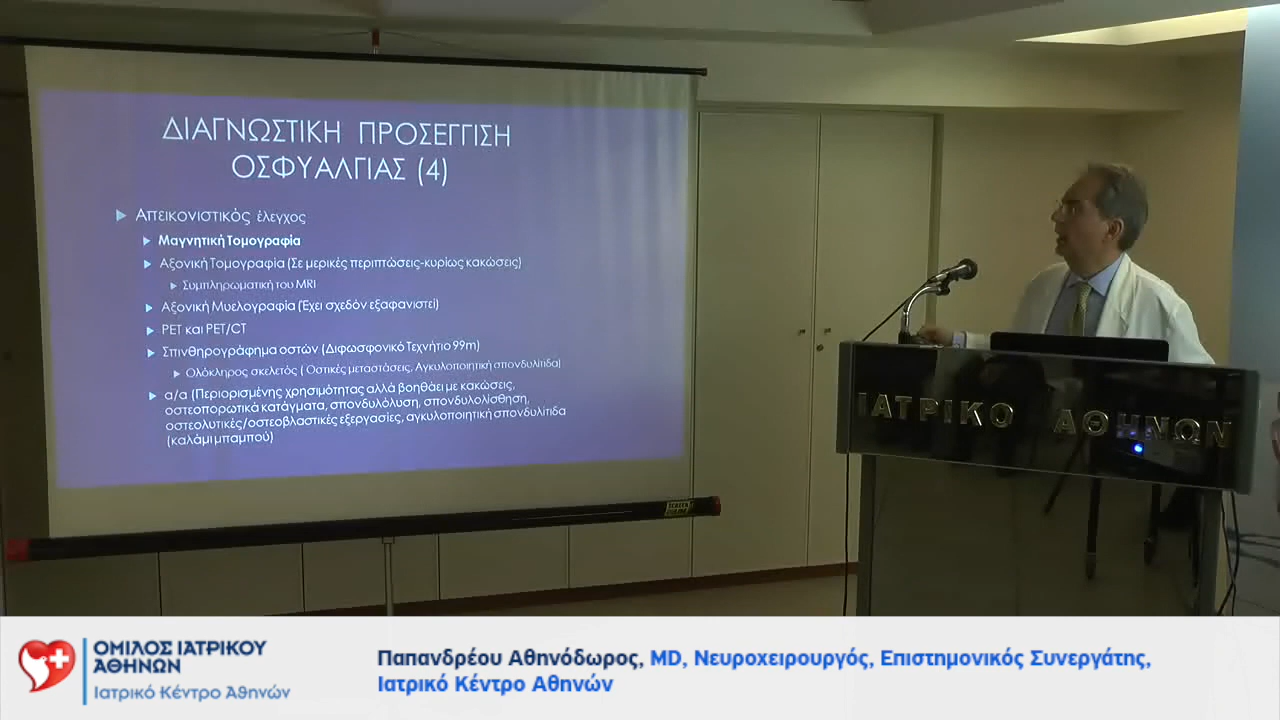 ΔΙΑΓΝΩΣΤΙΚΗ ΠΡΟΣΕΓΓΙΣΗ
ΟΣΦΥΑΛΓΙΑΣ (4)
Απεικονιστικός έλεγχος
Μαγνητική Τομογραφία
Αξονική Τομογραφία (Σε μερικές περιπτώσεις-κυρίως κακώσεις)
Συμπληρωματική του MRI
Αξονική Μυελογραφία (Έχει σχεδόν εξαφανιστεί)
PET και PET/CT
Σπινθηρογράφημα οστών (Διφωσφονικό Τεχνήτιο 99m)
Ολόκληρος σκελετός ( Οστικές μεταστάσεις, Αγκυλοποιητική σπονδυλίτιδα)
α/α (Περιορισμένης χρησιμότητας αλλά βοηθάει με κακώσεις,
οστεοπορωτικά κατάγματα, σπονδυλόλυση, σπονδυλολίσθηση,
οστεολυτικές/οστεοβλαστικές εξεργασίες, αγκυλοποιητική σπονδυλίτιδα
(καλάμι μπαμπού)
ΙΑΤΡΙΚΟ ΑΘΗΝΩΝ
ΟΜΙΛΟΣ ΙΑΤΡΙΚΟΥ
ΑΘΗΝΩΝ
Ιατρικό Κέντρο Αθηνών
Παπανδρέου Αθηνόδωρος, MD, Νευροχειρουργός, Επιστημονικός Συνεργάτης,
Ιατρικό Κέντρο Αθηνών